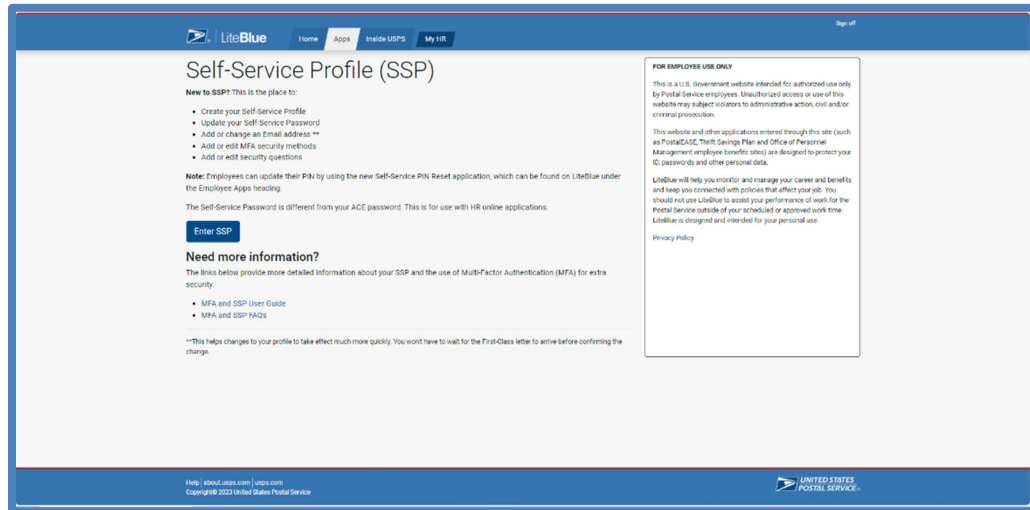 Sign off
LiteBlue
Home Apps Inside USPS My HR
Self-Service Profile (SSP)
New to SSP? This is the place to:
• Create your Self-Service Profile
• Update your Self-Service Password
• Add or change an Email address **
• Add or edit MFA security methods
• Add or edit security questions
Note: Employees can update their PIN by using the new Self-Service PIN Reset application, which can be found on LiteBlue under
the Employee Apps heading.
The Self-Service Password is different from your ACE password. This is for use with HR online applications.
Enter SSP
Need more information?
The links below provide more detailed information about your SSP and the use of Multi-Factor Authentication (MFA) for extra
security.
• MFA and SSP User Guide
• MFA and SSP FAQs
**This helps changes to your profile to take effect much more quickly. You won't have to wait for the First-Class letter to arrive before confirming the
change.
FOR EMPLOYEE USE ONLY
This is a U.S. Government website intended for authorized use only
by Postal Service employees. Unauthorized access or use of this
website may subject violators to administrative action, civil and/or
criminal prosecution.
This website and other applications entered through this site (such
as PostalEASE, Thrift Savings Plan and Office of Personnel
Management employee benefits sites) are designed to protect your
ID, passwords and other personal data.
LiteBlue will help you monitor and manage your career and benefits
and keep you connected with policies that affect your job. You
should not use LiteBlue to assist your performance of work for the
Postal Service outside of your scheduled or approved work time.
LiteBlue is designed and intended for your personal use.
Privacy Policy
Help | about.usps.com | usps.com
Copyright© 2023 United States Postal Service
UNITED STATES
POSTAL SERVICE®